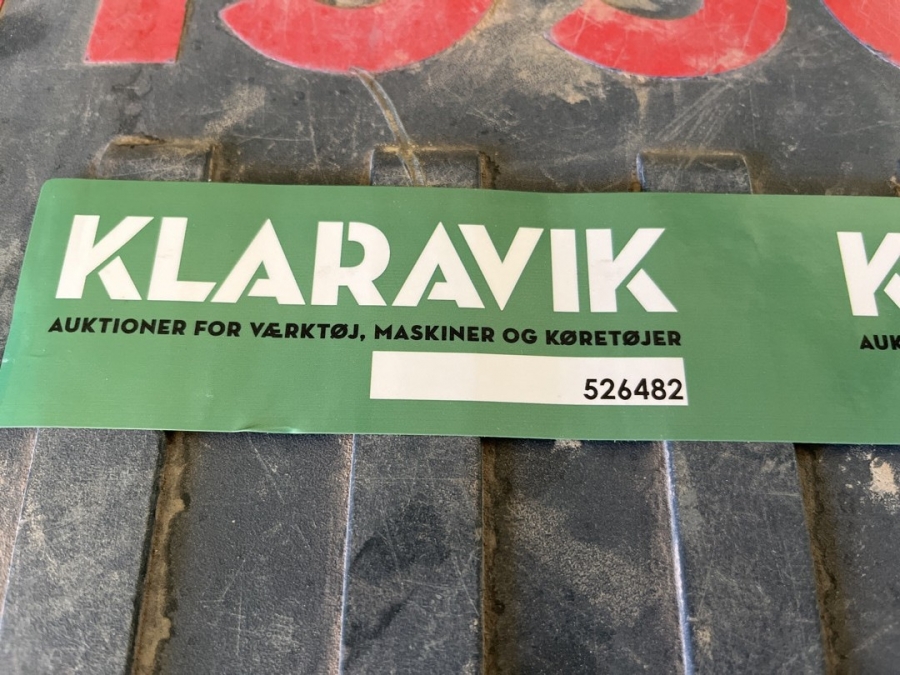 KLARAVIK
AUKTIONER FOR VÆRKTØJ, MASKINER OG KØRETØJER
526482